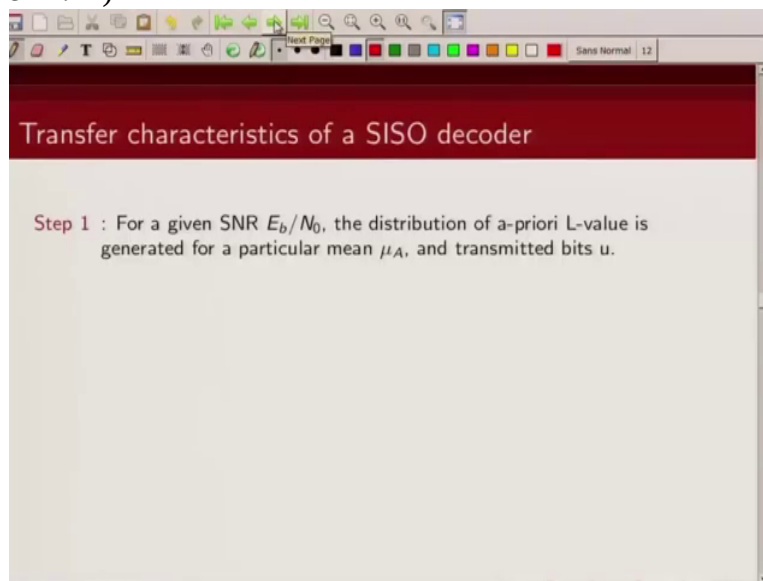 Next Page
Sans Normal 12
Transfer characteristics of a SISO decoder
Step 1 : For a given SNR E_b/N_0, the distribution of a-priori L-value is
generated for a particular mean μ_A, and transmitted bits u.